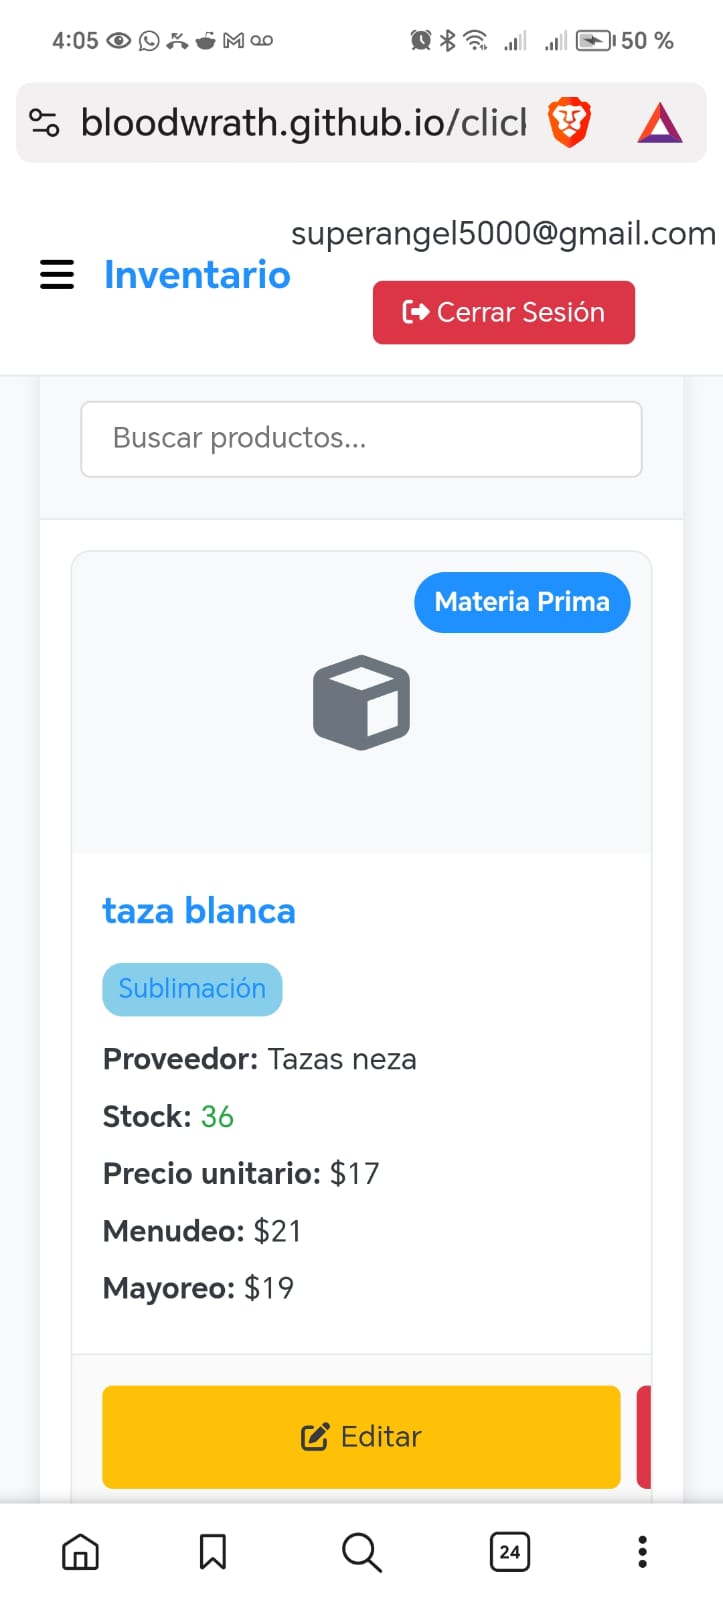 4:05 50 %
bloodwrath.github.io/clicl
superangel5000@gmail.com
Inventario
Cerrar Sesión
Buscar productos...
Materia Prima
taza blanca
Sublimación
Proveedor: Tazas neza
Stock: 36
Precio unitario: $17
Menudeo: $21
Mayoreo: $19
Editar
24